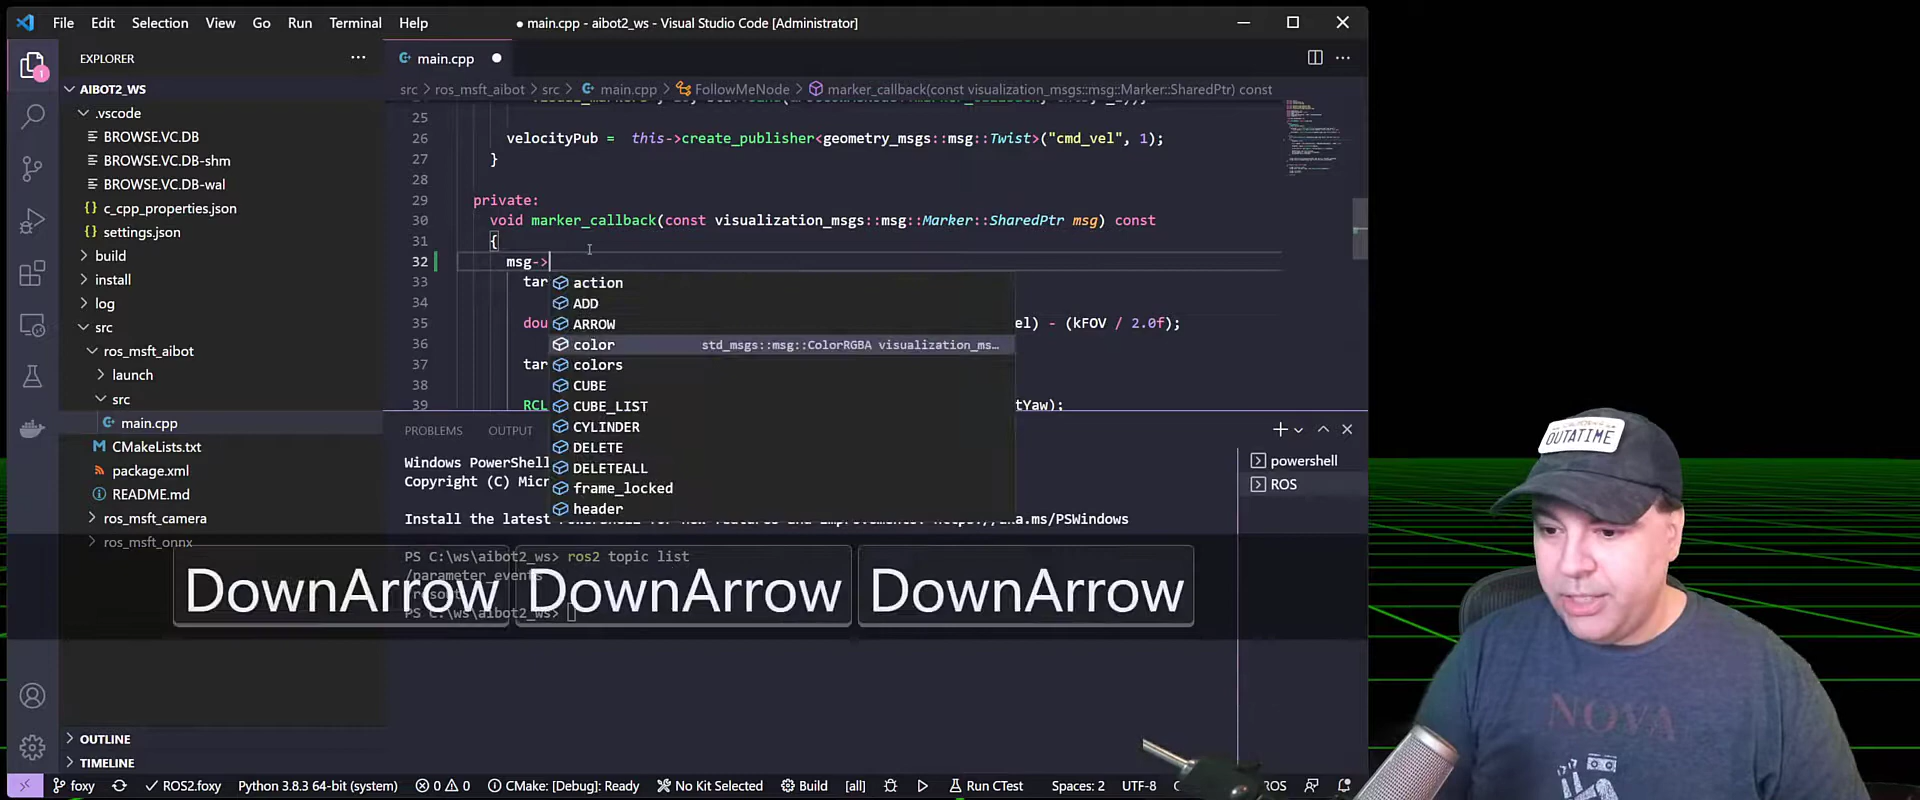 File Edit Selection View Go Run Terminal Help
● main.cpp - aibot2_ws - Visual Studio Code [Administrator]
EXPLORER
main.cpp
1
AIBOT2_WS
src > ros_msft_aibot > src > main.cpp > FollowMeNode > marker_callback(const visualization_msgs::msg::Marker::SharedPtr) const
.vscode
BROWSE.VC.DB
BROWSE.VC.DB-shm
BROWSE.VC.DB-wal
c_cpp_properties.json
settings.json
build
install
log
src
ros_msft_aibot
launch
src
main.cpp
CMakeLists.txt
package.xml
README.md
ros_msft_camera
ros_msft_onnx
OUTLINE
TIMELINE
25
26 velocityPub = this->create_publisher<geometry_msgs::msg::Twist>("cmd_vel", 1);
27 }
28
29 private:
30 void marker_callback(const visualization_msgs::msg::Marker::SharedPtr msg) const
31 {
32 msg->
33 tar
34
35 dou el) - (kFOV / 2.0f);
36
37 tar
38
39 RCL tYaw);
action
ADD
ARROW
color std_msgs::msg::ColorRGBA visualization_ms…
colors
CUBE
CUBE_LIST
CYLINDER
DELETE
DELETEALL
frame_locked
header
PROBLEMS OUTPUT
Windows PowerShell
Copyright (C) Micr
Install the latest
https://aka.ms/PSWindows
PS C:\ws\aibot2_ws> ros2 topic list
/parameter_events
PS C:\ws\aibot2_ws>
powershell
ROS
DownArrow DownArrow DownArrow
OUTATIME
NOVA
foxy ROS2.foxy Python 3.8.3 64-bit (system) 0 0 CMake: [Debug]: Ready No Kit Selected Build [all] Run CTest Spaces: 2 UTF-8 ROS